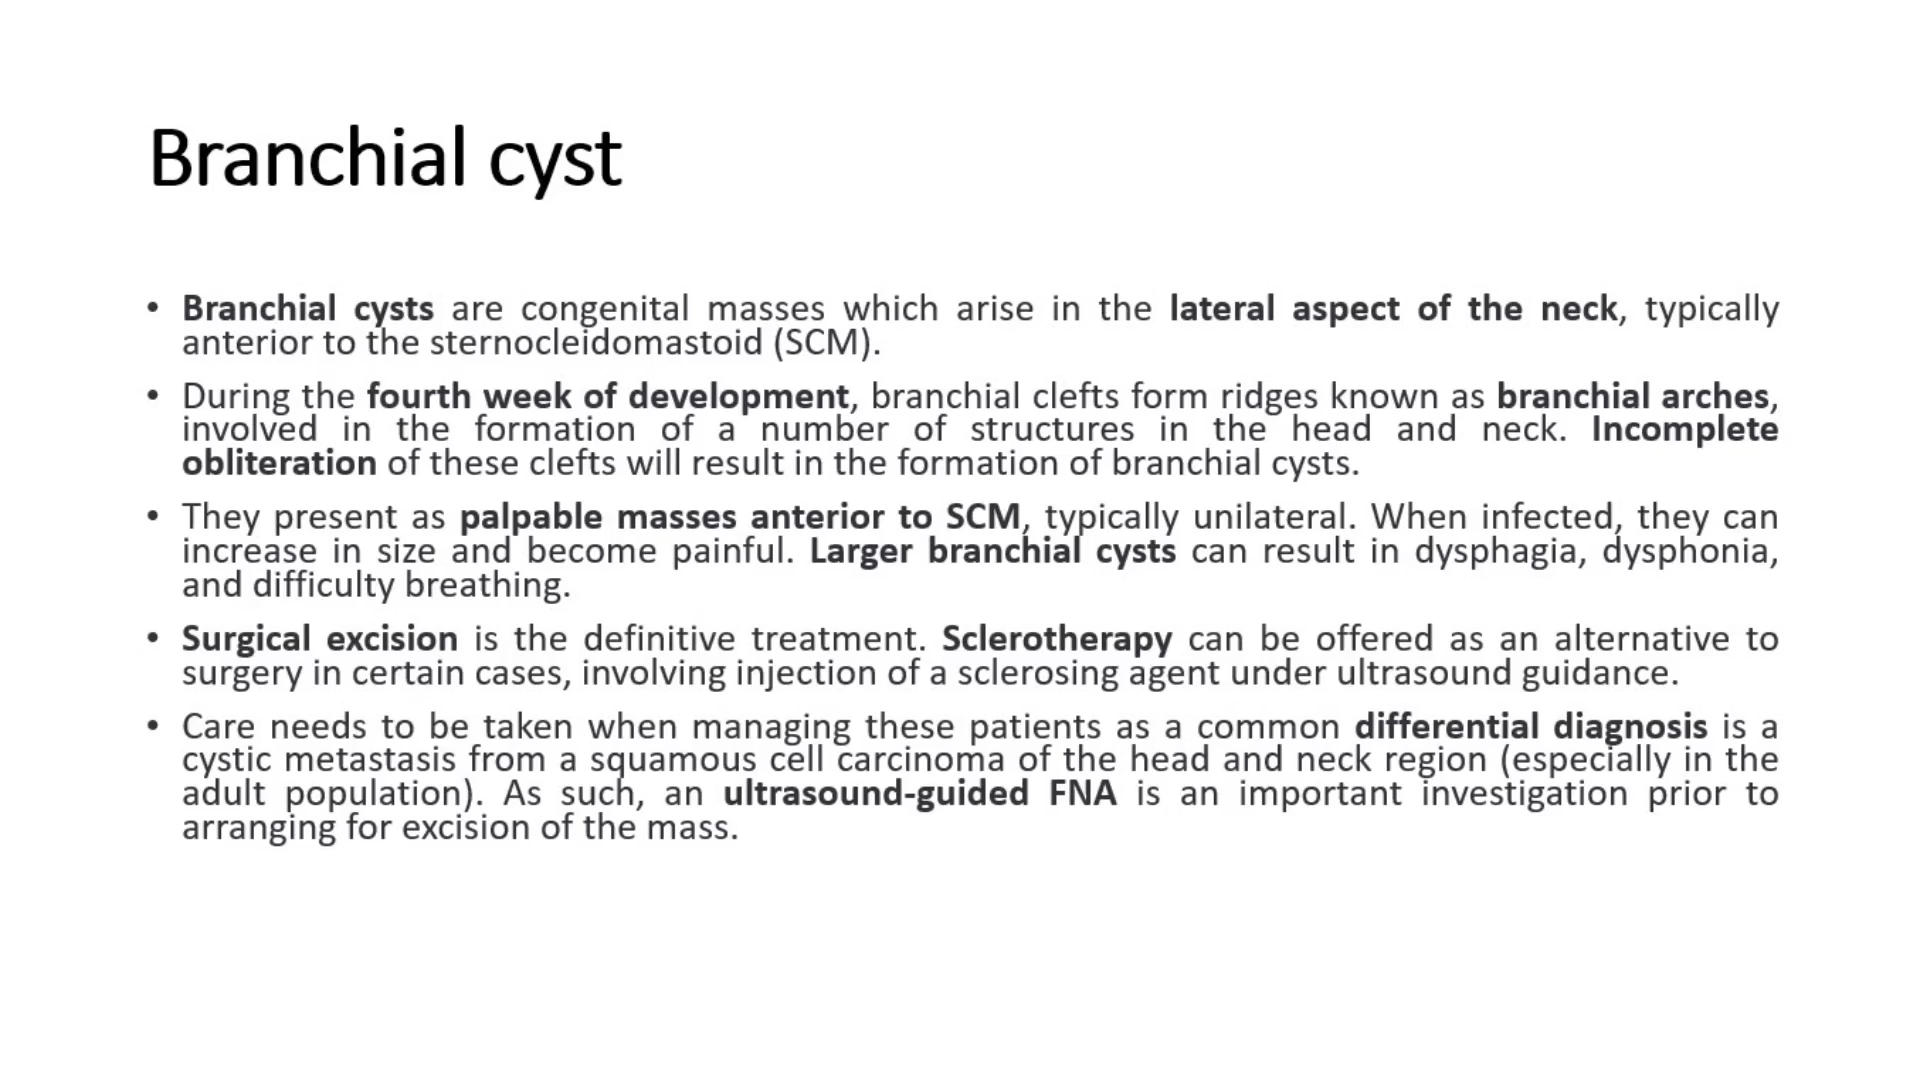 Branchial cyst
• Branchial cysts are congenital masses which arise in the lateral aspect of the neck, typically
anterior to the sternocleidomastoid (SCM).
• During the fourth week of development, branchial clefts form ridges known as branchial arches,
involved in the formation of a number of structures in the head and neck. Incomplete
obliteration of these clefts will result in the formation of branchial cysts.
• They present as palpable masses anterior to SCM, typically unilateral. When infected, they can
increase in size and become painful. Larger branchial cysts can result in dysphagia, dysphonia,
and difficulty breathing.
• Surgical excision is the definitive treatment. Sclerotherapy can be offered as an alternative to
surgery in certain cases, involving injection of a sclerosing agent under ultrasound guidance.
• Care needs to be taken when managing these patients as a common differential diagnosis is a
cystic metastasis from a squamous cell carcinoma of the head and neck region (especially in the
adult population). As such, an ultrasound-guided FNA is an important investigation prior to
arranging for excision of the mass.